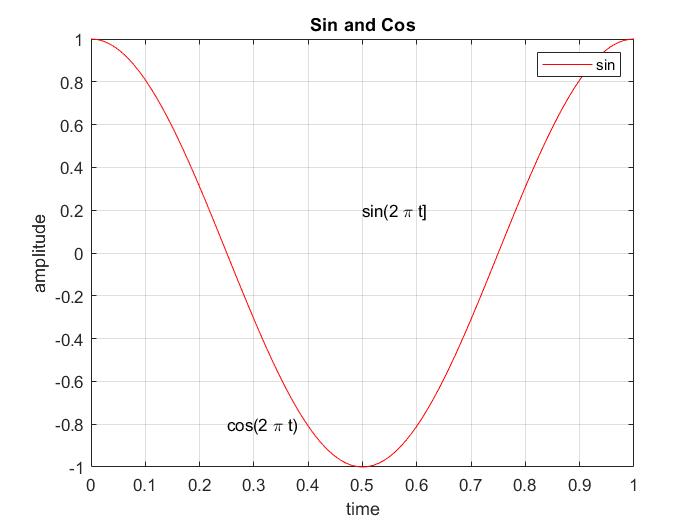 Sin and Cos
sin
1
0.8
0.6
0.4
0.2
0
-0.2
-0.4
-0.6
-0.8
-1
amplitude
sin(2 π t]
cos(2 π t)
0 0.1 0.2 0.3 0.4 0.5 0.6 0.7 0.8 0.9 1
time